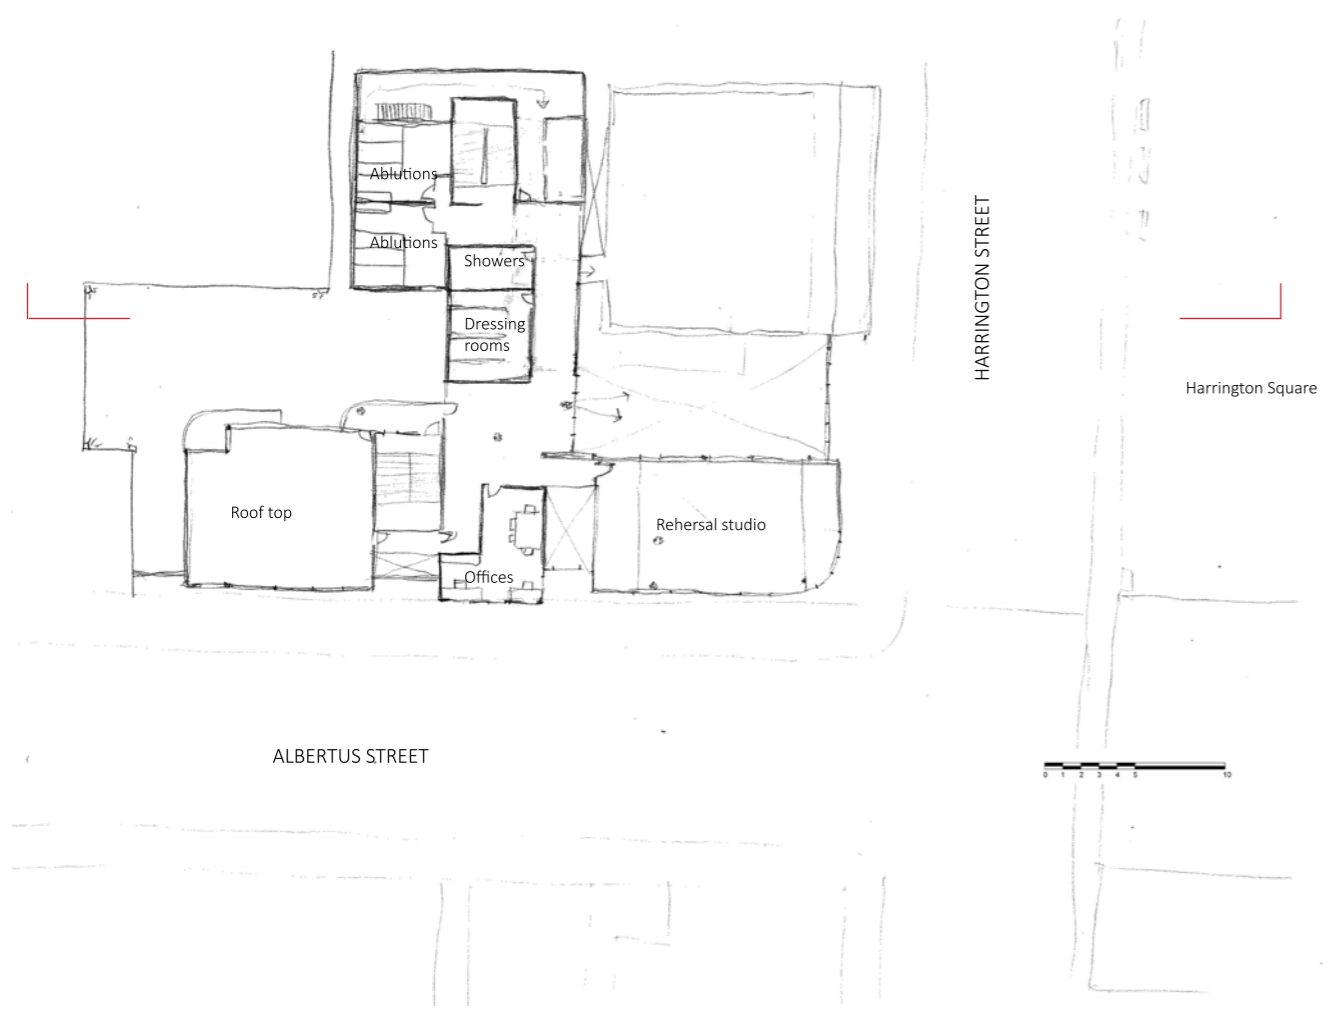 Ablutions
Ablutions
Showers
Dressing
rooms
HARRINGTON STREET
Harrington Square
Roof top
Rehersal studio
Offices
ALBERTUS STREET
0 1 2 3 4 5 10